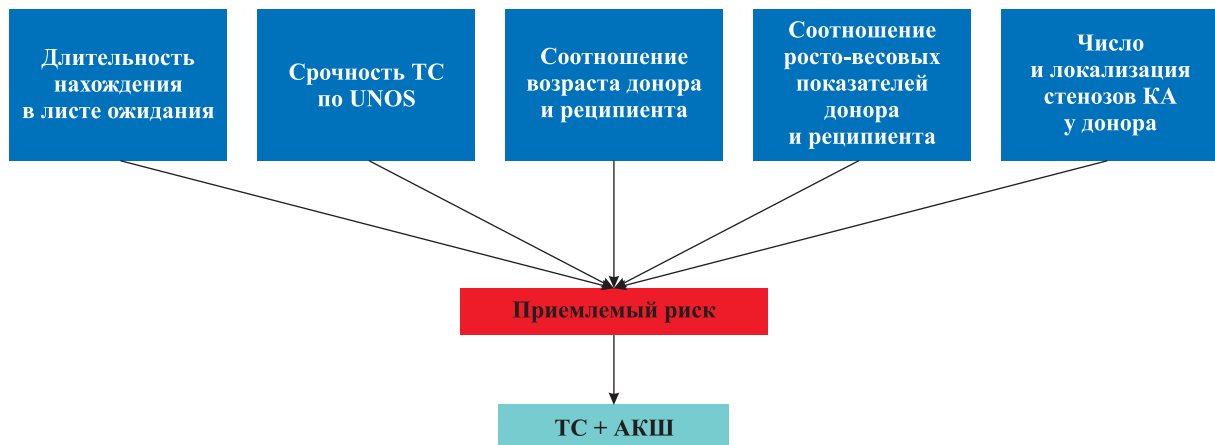 Длительность
нахождения
в листе ожидания
Срочность ТС
по UNOS
Соотношение
возраста донора
и реципиента
Соотношение
росто-весовых
показателей
донора
и реципиента
Число
и локализация
стенозов КА
у донора
Приемлемый риск
ТС + АКШ